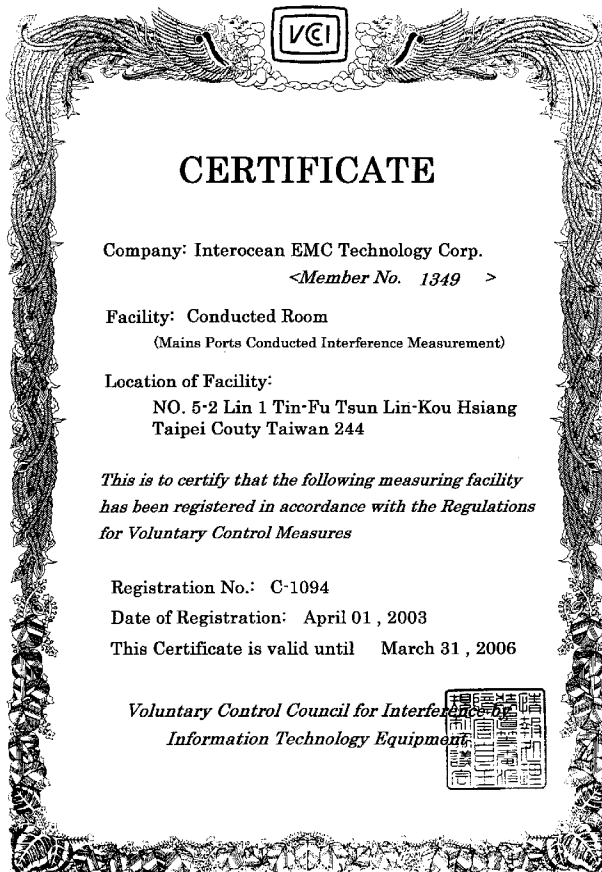 VCCI
CERTIFICATE
Company: Interocean EMC Technology Corp.
<Member No. 1349 >
Facility: Conducted Room
(Mains Ports Conducted Interference Measurement)
Location of Facility:
NO. 5-2 Lin 1 Tin-Fu Tsun Lin-Kou Hsiang
Taipei Couty Taiwan 244
This is to certify that the following measuring facility
has been registered in accordance with the Regulations
for Voluntary Control Measures
Registration No.: C-1094
Date of Registration: April 01 , 2003
This Certificate is valid until March 31 , 2006
Voluntary Control Council for Interference by
Information Technology Equipment